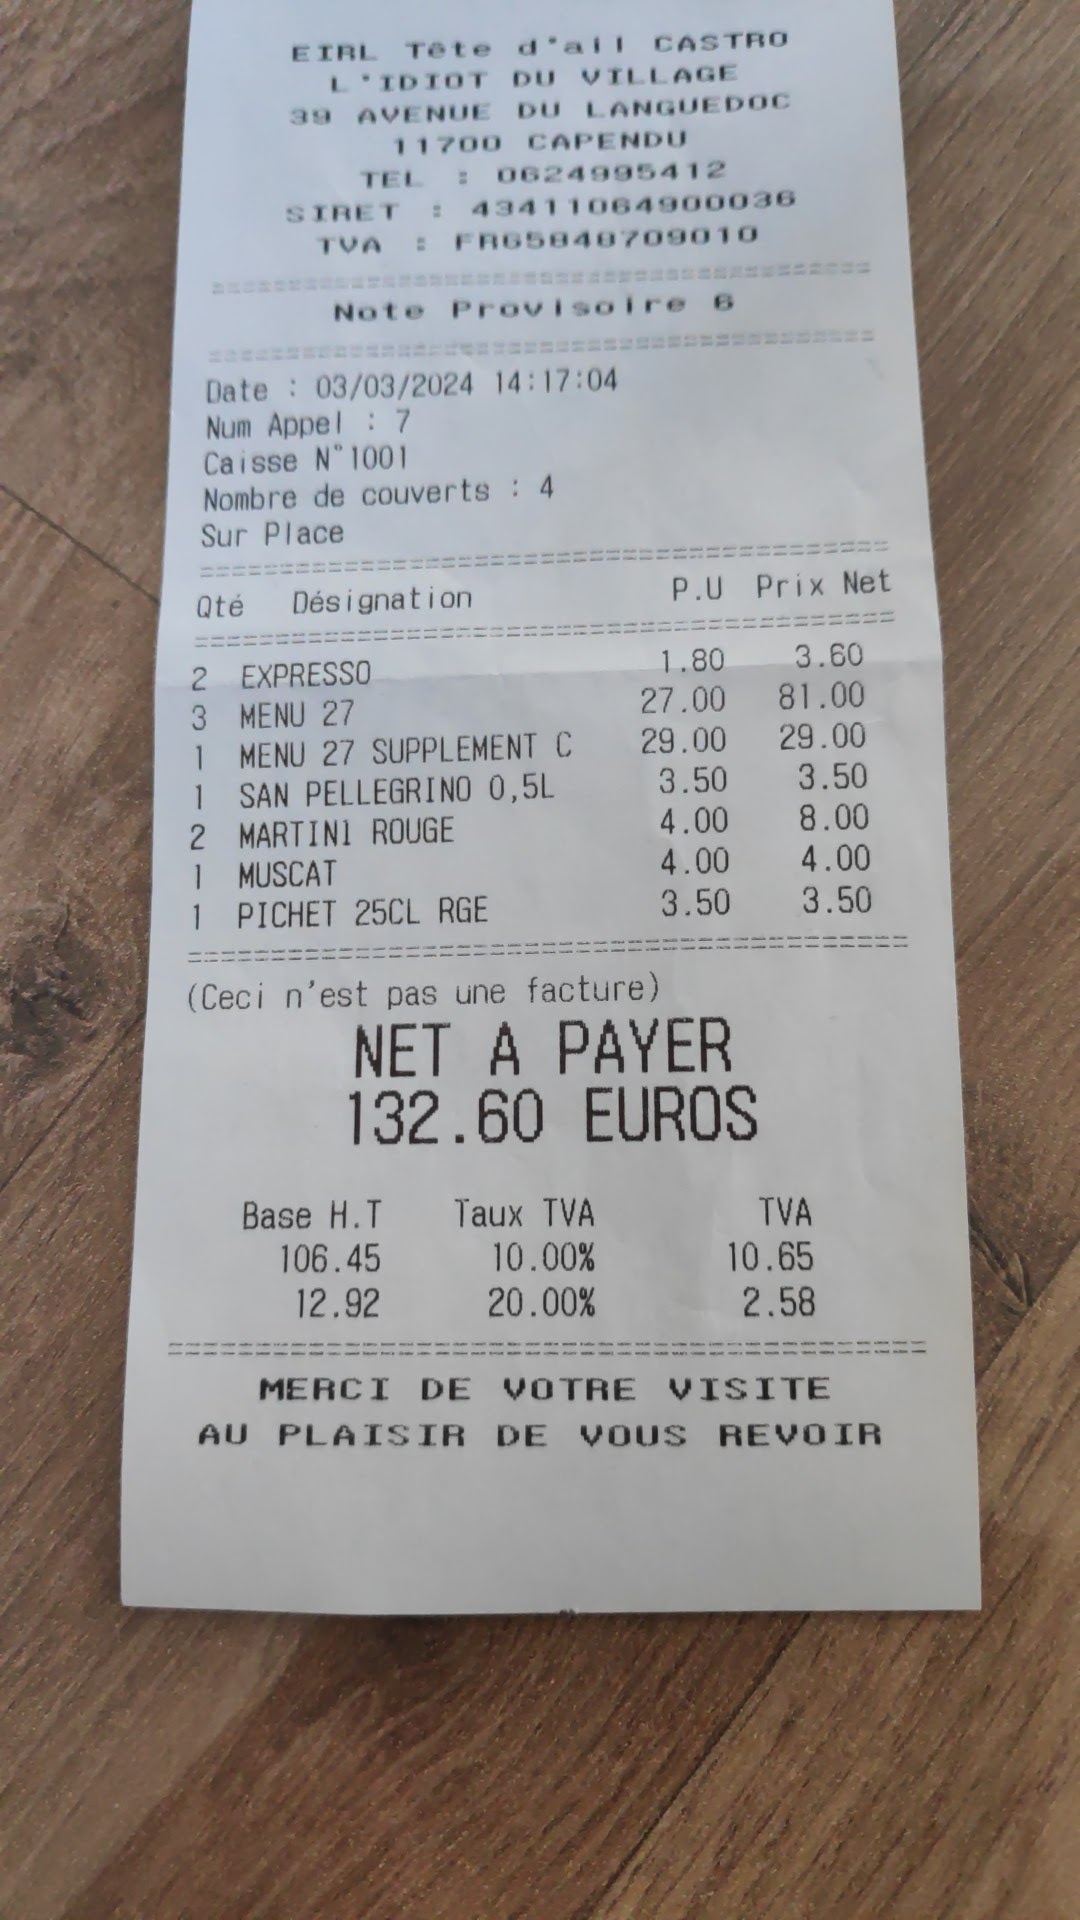 EIRL Tête d'ail CASTRO
L'IDIOT DU VILLAGE
39 AVENUE DU LANGUEDOC
11700 CAPENDU
TEL : 0624995412
SIRET : 43411064900036
TVA : FR65848709010
Note Provisoire 6
Date : 03/03/2024 14:17:04
Num Appel : 7
Caisse N°1001
Nombre de couverts : 4
Sur Place
Qté Désignation P.U Prix Net
2 EXPRESSO 1.80 3.60
3 MENU 27 27.00 81.00
1 MENU 27 SUPPLEMENT C 29.00 29.00
1 SAN PELLEGRINO 0,5L 3.50 3.50
2 MARTIN1 ROUGE 4.00 8.00
1 MUSCAT 4.00 4.00
1 PICHET 25CL RGE 3.50 3.50
(Ceci n'est pas une facture)
NET A PAYER
132.60 EUROS
Base H.T Taux TVA TVA
106.45 10.00% 10.65
12.92 20.00% 2.58
MERCI DE VOTRE VISITE
AU PLAISIR DE VOUS REVOIR